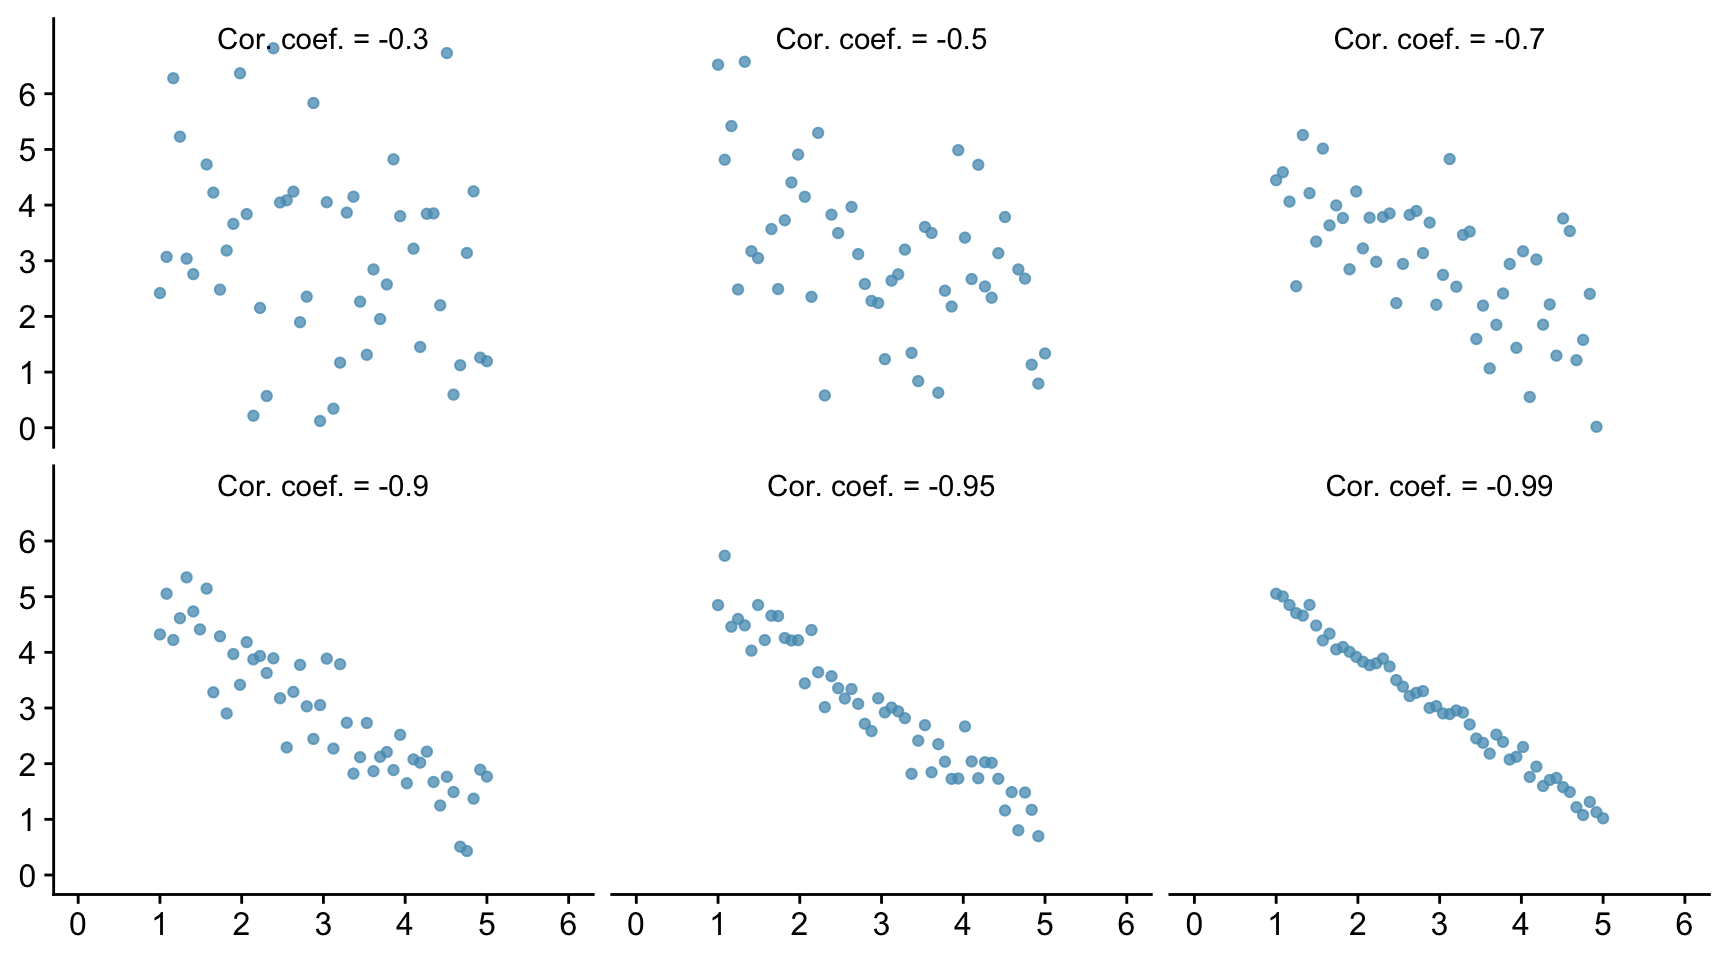 Cor. coef. = -0.3
Cor. coef. = -0.5
Cor. coef. = -0.7
6
5
4
3
2
1
0
Cor. coef. = -0.9
Cor. coef. = -0.95
Cor. coef. = -0.99
6
5
4
3
2
1
0
0 1 2 3 4 5 6
0 1 2 3 4 5 6
0 1 2 3 4 5 6